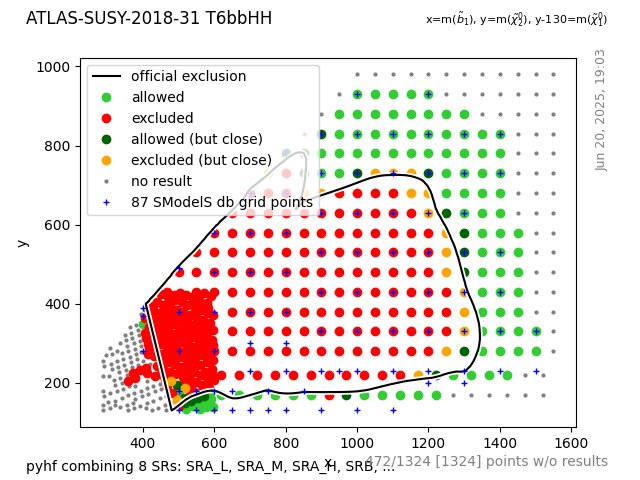 ATLAS-SUSY-2018-31 T6bbHH
x=m(b̃₁), y=m(χ̃⁰₂), y-130=m(χ̃⁰₁)
Jun 20, 2025, 19:03
official exclusion
allowed
excluded
allowed (but close)
excluded (but close)
no result
87 SModelS db grid points
1000
800
600
400
200
y
400 600 800 1000 1200 1400 1600
x
472/1324 [1324] points w/o results
pyhf combining 8 SRs: SRA_L, SRA_M, SRA_H, SRB, ...